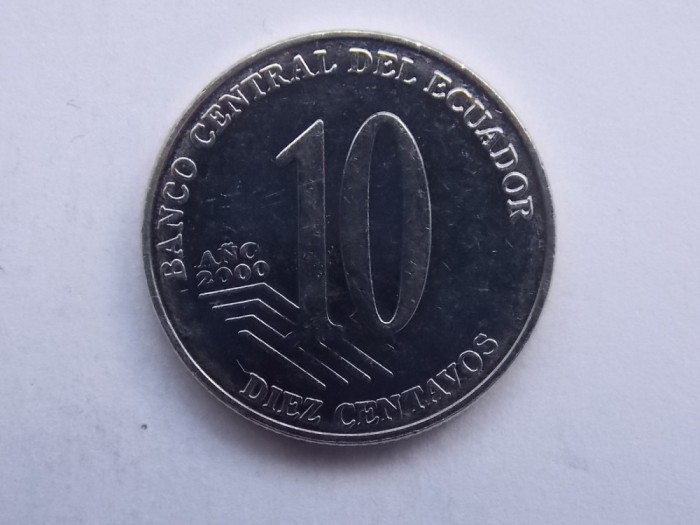 BANCO CENTRAL DEL ECUADOR
10
AÑO
2000
DIEZ CENTAVOS